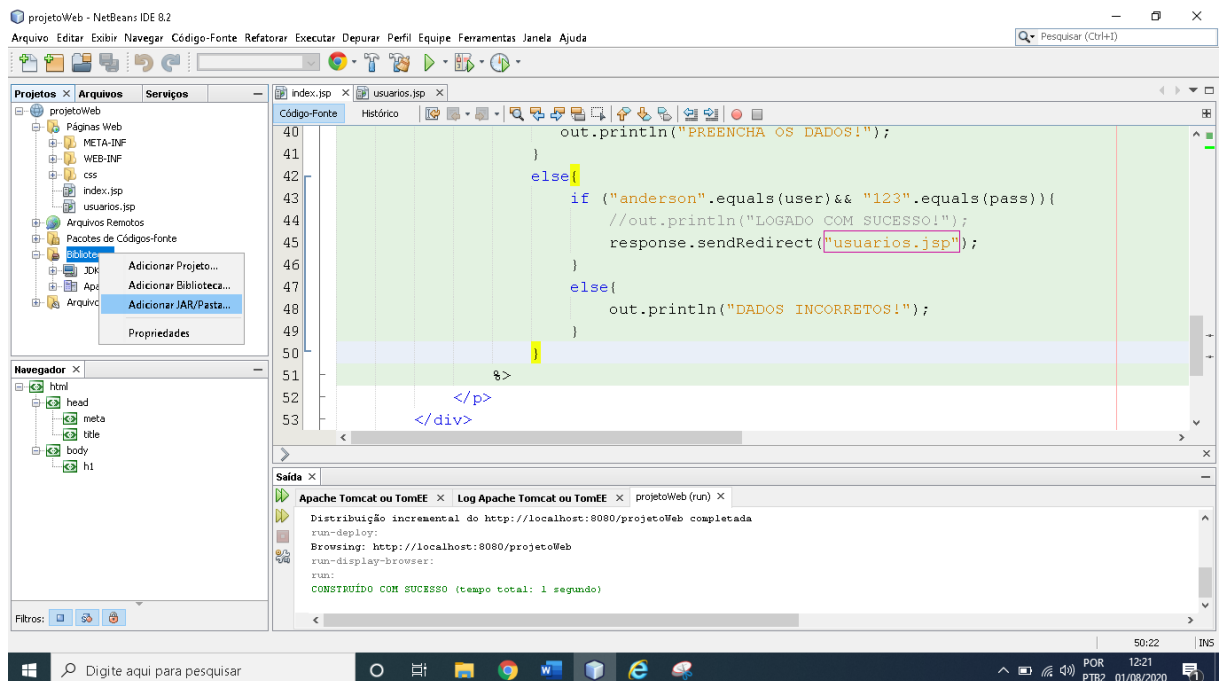 projetoWeb - NetBeans IDE 8.2
Arquivo Editar Exibir Navegar Código-Fonte Refatorar Executar Depurar Perfil Equipe Ferramentas Janela Ajuda
Pesquisar (Ctrl+I)
Projetos Arquivos Serviços
projetoWeb
Páginas Web
META-INF
WEB-INF
css
index.jsp
usuarios.jsp
Arquivos Remotos
Pacotes de Códigos-fonte
Bibliote
JDK
Apa
Arquivo
Adicionar Projeto...
Adicionar Biblioteca...
Adicionar JAR/Pasta...
Propriedades
Navegador
html
head
meta
title
body
h1
Filtros:
index.jsp usuarios.jsp
Código-Fonte Histórico
40 out.println("PREENCHA OS DADOS!");
41 }
42 else{
43 if ("anderson".equals(user)&& "123".equals(pass)){
44 //out.println("LOGADO COM SUCESSO!");
45 response.sendRedirect("usuarios.jsp");
46 }
47 else{
48 out.println("DADOS INCORRETOS!");
49 }
50 }
51 %>
52 </p>
53 </div>
Saída
Apache Tomcat ou TomEE Log Apache Tomcat ou TomEE projetoWeb (run)
Distribuição incremental do http://localhost:8080/projetoWeb completada
run-deploy:
Browsing: http://localhost:8080/projetoWeb
run-display-browser:
run:
CONSTRUÍDO COM SUCESSO (tempo total: 1 segundo)
50:22 INS
Digite aqui para pesquisar
POR 12:21
PTB2 01/08/2020